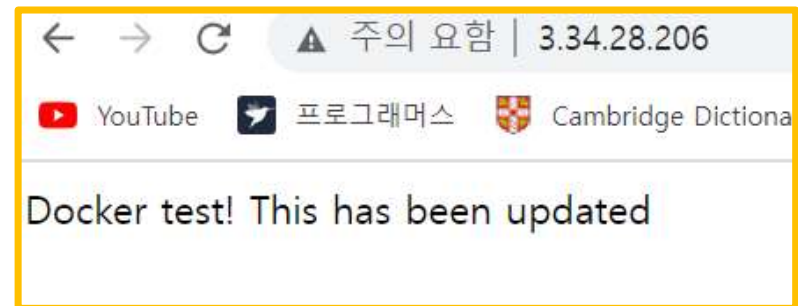 주의 요함 | 3.34.28.206
YouTube 프로그래머스 Cambridge Dictiona
Docker test! This has been updated